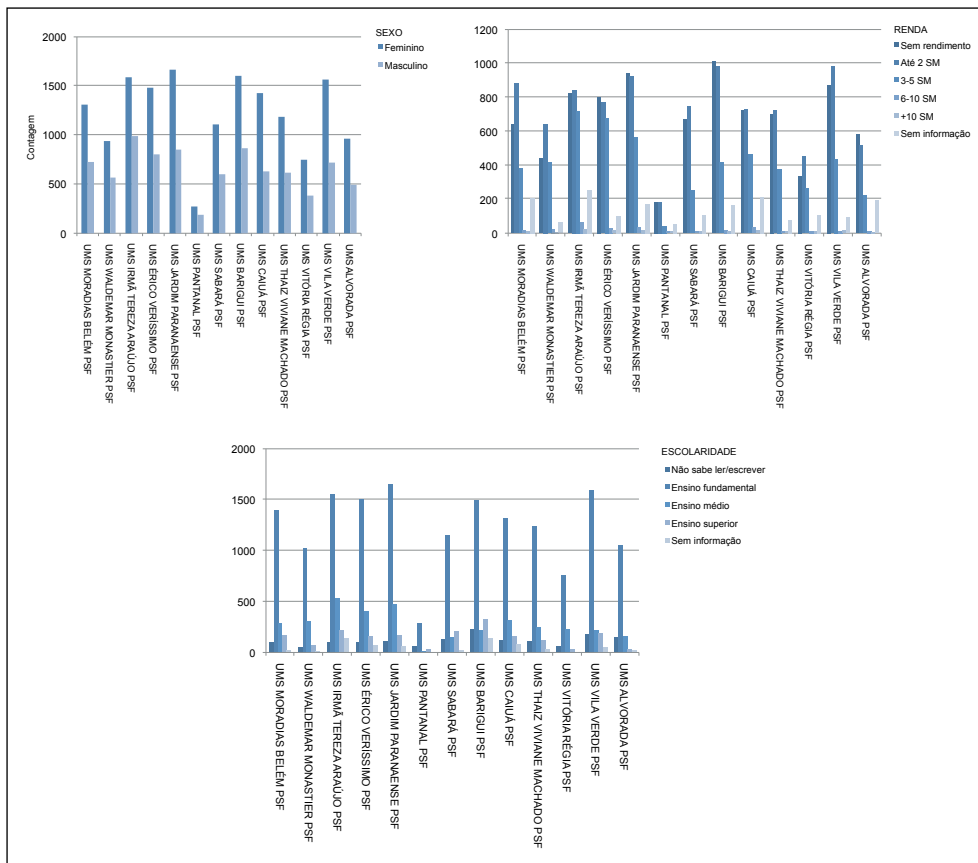 SEXO
Feminino
Masculino
Contagem
2000
1500
1000
500
0
UMS MORADIAS BELÉM PSF
UMS WALDEMAR MONASTIER PSF
UMS IRMÃ TEREZA ARAÚJO PSF
UMS ÉRICO VERÍSSIMO PSF
UMS JARDIM PARANAENSE PSF
UMS PANTANAL PSF
UMS SABARÁ PSF
UMS BARIGUI PSF
UMS CAIUÁ PSF
UMS THAIZ VIVIANE MACHADO PSF
UMS VITÓRIA RÉGIA PSF
UMS VILA VERDE PSF
UMS ALVORADA PSF
RENDA
Sem rendimento
Até 2 SM
3-5 SM
6-10 SM
+10 SM
Sem informação
1200
1000
800
600
400
200
0
UMS MORADIAS BELÉM PSF
UMS WALDEMAR MONASTIER PSF
UMS IRMÃ TEREZA ARAÚJO PSF
UMS ÉRICO VERÍSSIMO PSF
UMS JARDIM PARANAENSE PSF
UMS PANTANAL PSF
UMS SABARÁ PSF
UMS BARIGUI PSF
UMS CAIUÁ PSF
UMS THAIZ VIVIANE MACHADO PSF
UMS VITÓRIA RÉGIA PSF
UMS VILA VERDE PSF
UMS ALVORADA PSF
ESCOLARIDADE
Não sabe ler/escrever
Ensino fundamental
Ensino médio
Ensino superior
Sem informação
2000
1500
1000
500
0
UMS MORADIAS BELÉM PSF
UMS WALDEMAR MONASTIER PSF
UMS IRMÃ TEREZA ARAÚJO PSF
UMS ÉRICO VERÍSSIMO PSF
UMS JARDIM PARANAENSE PSF
UMS PANTANAL PSF
UMS SABARÁ PSF
UMS BARIGUI PSF
UMS CAIUÁ PSF
UMS THAIZ VIVIANE MACHADO PSF
UMS VITÓRIA RÉGIA PSF
UMS VILA VERDE PSF
UMS ALVORADA PSF